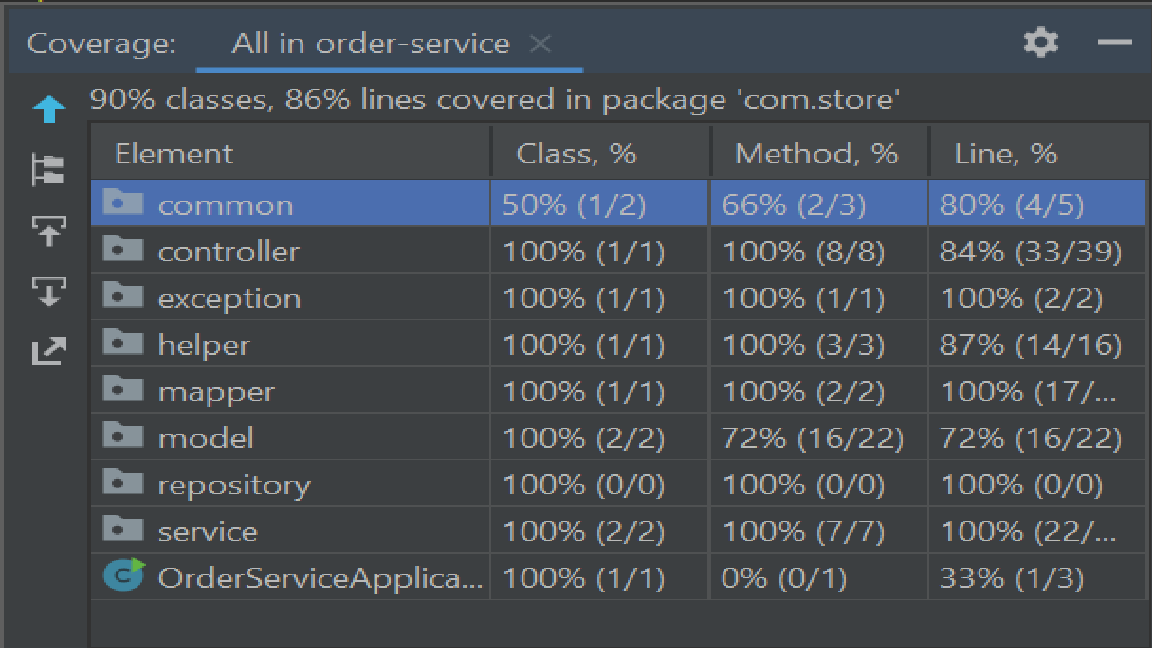 Coverage: All in order-service
90% classes, 86% lines covered in package 'com.store'
Element Class, % Method, % Line, %
common 50% (1/2) 66% (2/3) 80% (4/5)
controller 100% (1/1) 100% (8/8) 84% (33/39)
exception 100% (1/1) 100% (1/1) 100% (2/2)
helper 100% (1/1) 100% (3/3) 87% (14/16)
mapper 100% (1/1) 100% (2/2) 100% (17/...
model 100% (2/2) 72% (16/22) 72% (16/22)
repository 100% (0/0) 100% (0/0) 100% (0/0)
service 100% (2/2) 100% (7/7) 100% (22/...
C OrderServiceApplica... 100% (1/1) 0% (0/1) 33% (1/3)